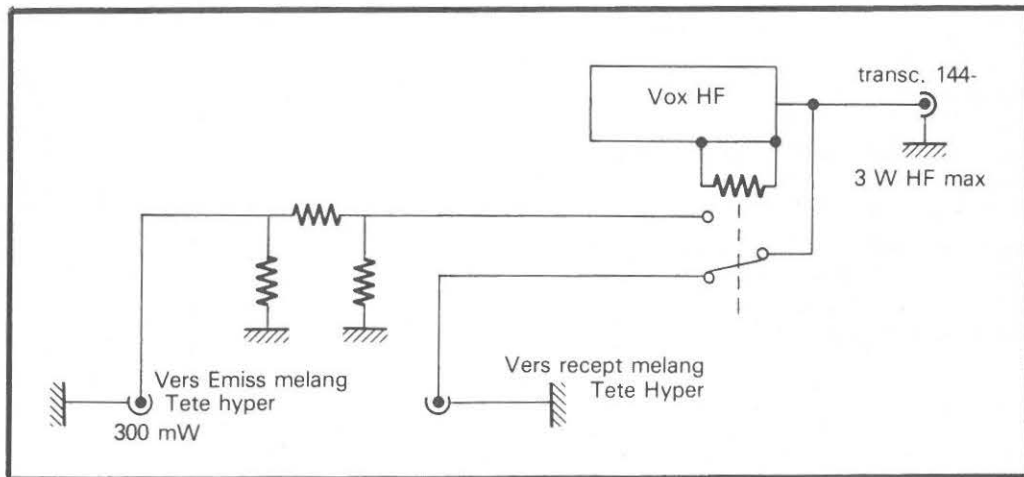 transc. 144-
Vox HF
3 W HF max
Vers Emiss melang
Tete hyper
300 mW
Vers recept melang
Tete Hyper